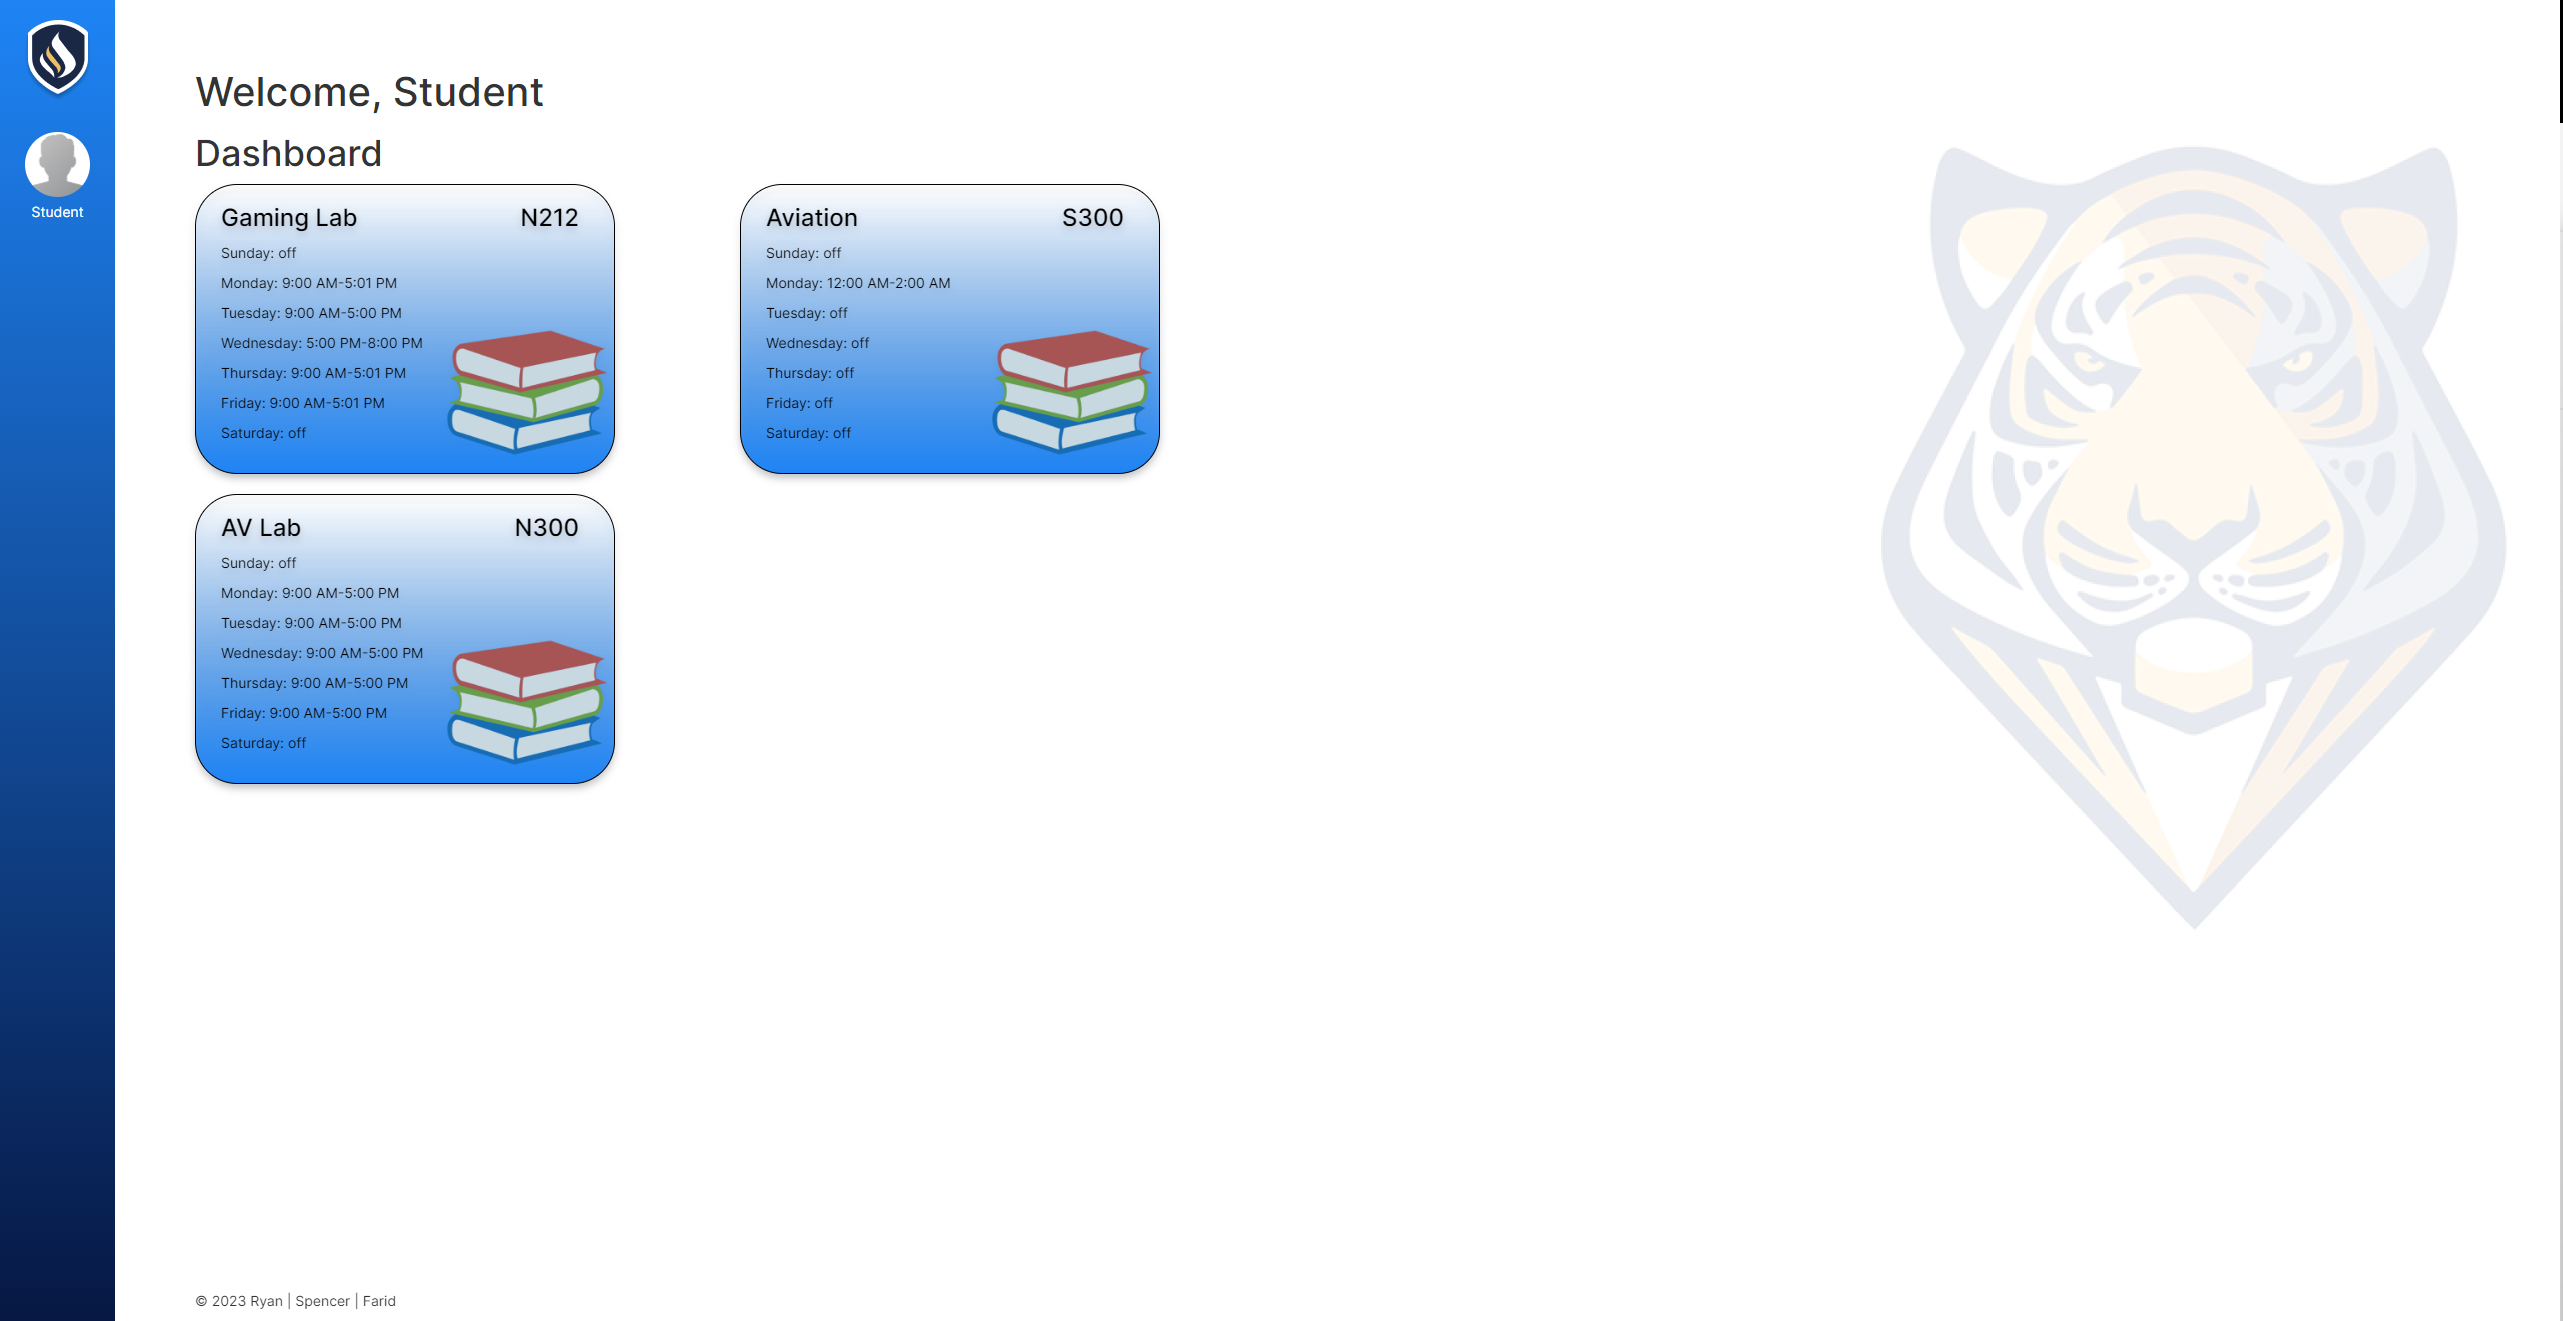 Welcome, Student
Student
Dashboard
Gaming Lab N212
Sunday: off
Monday: 9:00 AM-5:01 PM
Tuesday: 9:00 AM-5:00 PM
Wednesday: 5:00 PM-8:00 PM
Thursday: 9:00 AM-5:01 PM
Friday: 9:00 AM-5:01 PM
Saturday: off
Aviation S300
Sunday: off
Monday: 12:00 AM-2:00 AM
Tuesday: off
Wednesday: off
Thursday: off
Friday: off
Saturday: off
AV Lab N300
Sunday: off
Monday: 9:00 AM-5:00 PM
Tuesday: 9:00 AM-5:00 PM
Wednesday: 9:00 AM-5:00 PM
Thursday: 9:00 AM-5:00 PM
Friday: 9:00 AM-5:00 PM
Saturday: off
© 2023 Ryan | Spencer | Farid